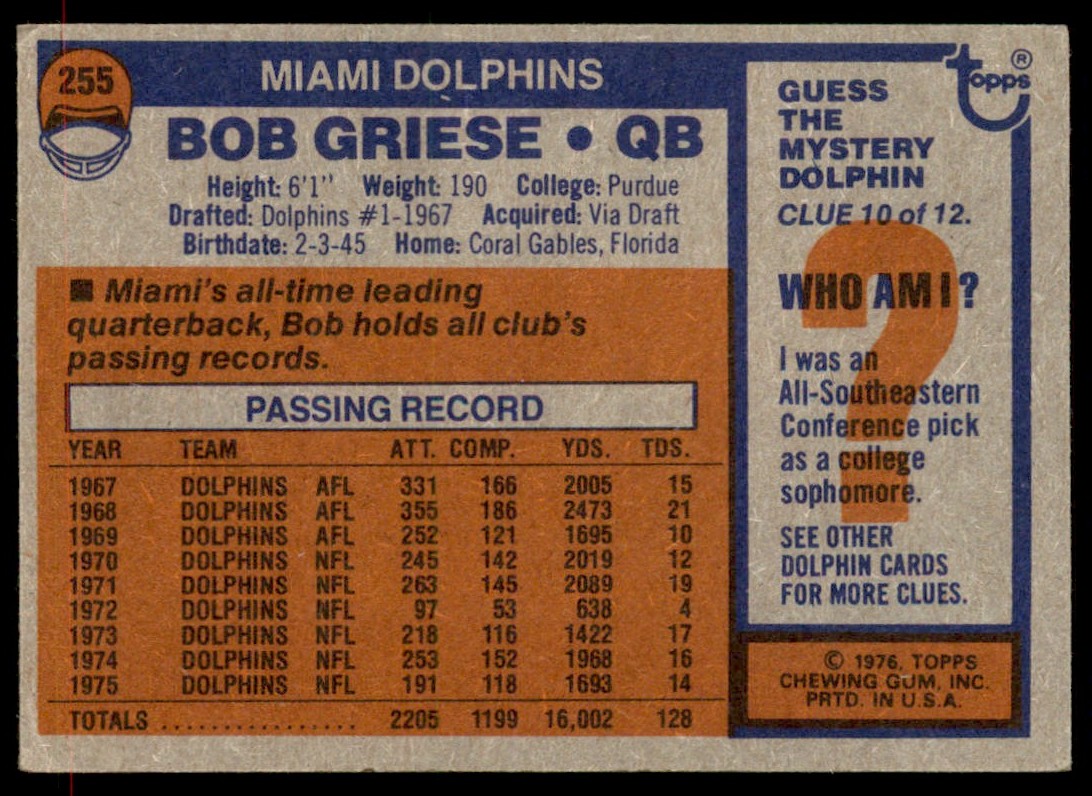 255
MIAMI DOLPHINS
BOB GRIESE • QB
Height: 6'1" Weight: 190 College: Purdue
Drafted: Dolphins #1-1967 Acquired: Via Draft
Birthdate: 2-3-45 Home: Coral Gables, Florida
■ Miami's all-time leading
quarterback, Bob holds all club's
passing records.
PASSING RECORD
YEAR TEAM ATT. COMP. YDS. TDS.
1967 DOLPHINS AFL 331 166 2005 15
1968 DOLPHINS AFL 355 186 2473 21
1969 DOLPHINS AFL 252 121 1695 10
1970 DOLPHINS NFL 245 142 2019 12
1971 DOLPHINS NFL 263 145 2089 19
1972 DOLPHINS NFL 97 53 638 4
1973 DOLPHINS NFL 218 116 1422 17
1974 DOLPHINS NFL 253 152 1968 16
1975 DOLPHINS NFL 191 118 1693 14
TOTALS ................ 2205 1199 16,002 128
topps ®
GUESS
THE
MYSTERY
DOLPHIN
CLUE 10 of 12.
?
WHO AM I?
I was an
All-Southeastern
Conference pick
as a college
sophomore.
SEE OTHER
DOLPHIN CARDS
FOR MORE CLUES.
© 1976, TOPPS
CHEWING GUM, INC.
PRTD. IN U.S.A.